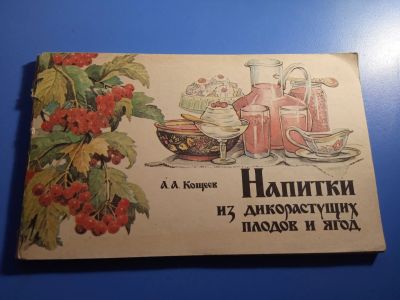 А. А. Кощеев
Напитки
из дикорастущих
плодов и ягод